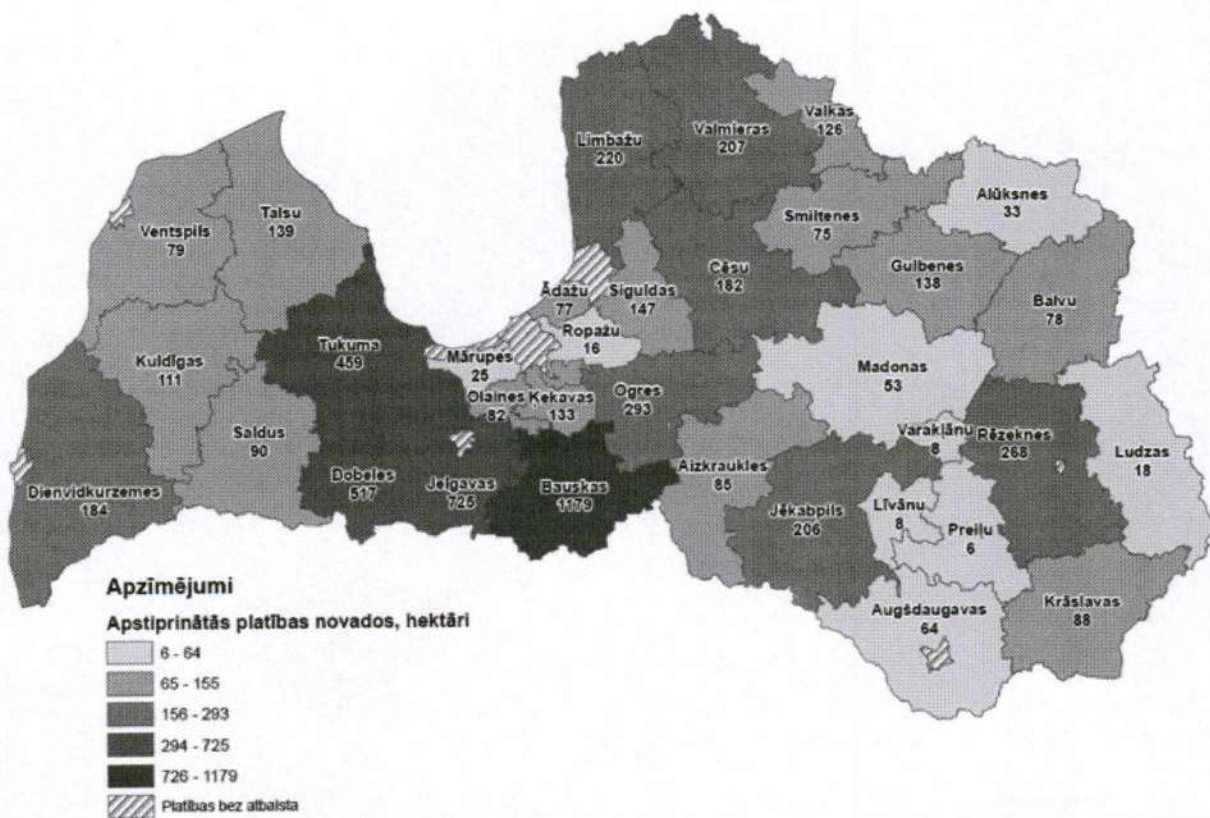 Limbažu
220
Valmieras
207
Valkas
126
Alūksnes
33
Smiltenes
75
Talsu
139
Ventspils
79
Cēsu
182
Gulbenes
138
Balvu
78
Ādažu
77
Siguldas
147
Ropažu
16
Tukuma
459
Mārupes
25
Kuldīgas
111
Madonas
53
Olaines
82
Ķekavas
133
Ogres
293
Varakļānu
8
Rēzeknes
268
Ludzas
18
Saldus
90
Aizkraukles
85
Dienvidkurzemes
184
Dobeles
517
Jelgavas
725
Bauskas
1179
Jēkabpils
206
Līvānu
8
Preiļu
6
Augšdaugavas
64
Krāslavas
88
Apzīmējumi
Apstiprinātās platības novados, hektāri
6 - 64
65 - 155
156 - 293
294 - 725
726 - 1179
Platības bez atbalsta